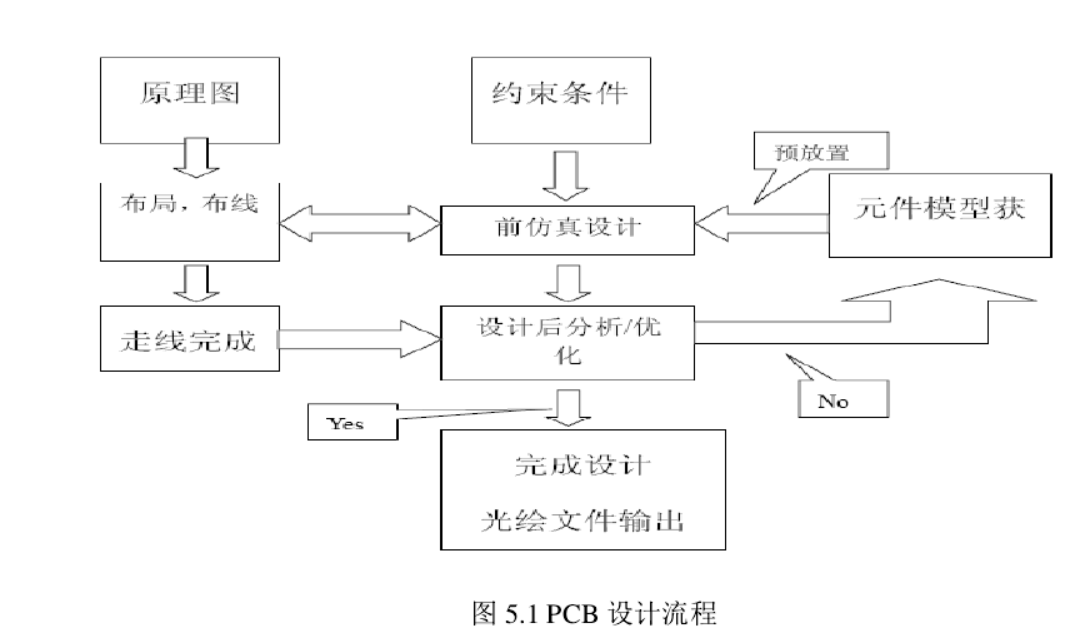 原理图
约束条件
预放置
布局，布线
元件模型获
前仿真设计
走线完成
设计后分析/优
化
No
Yes
完成设计
光绘文件输出
图 5.1 PCB 设计流程